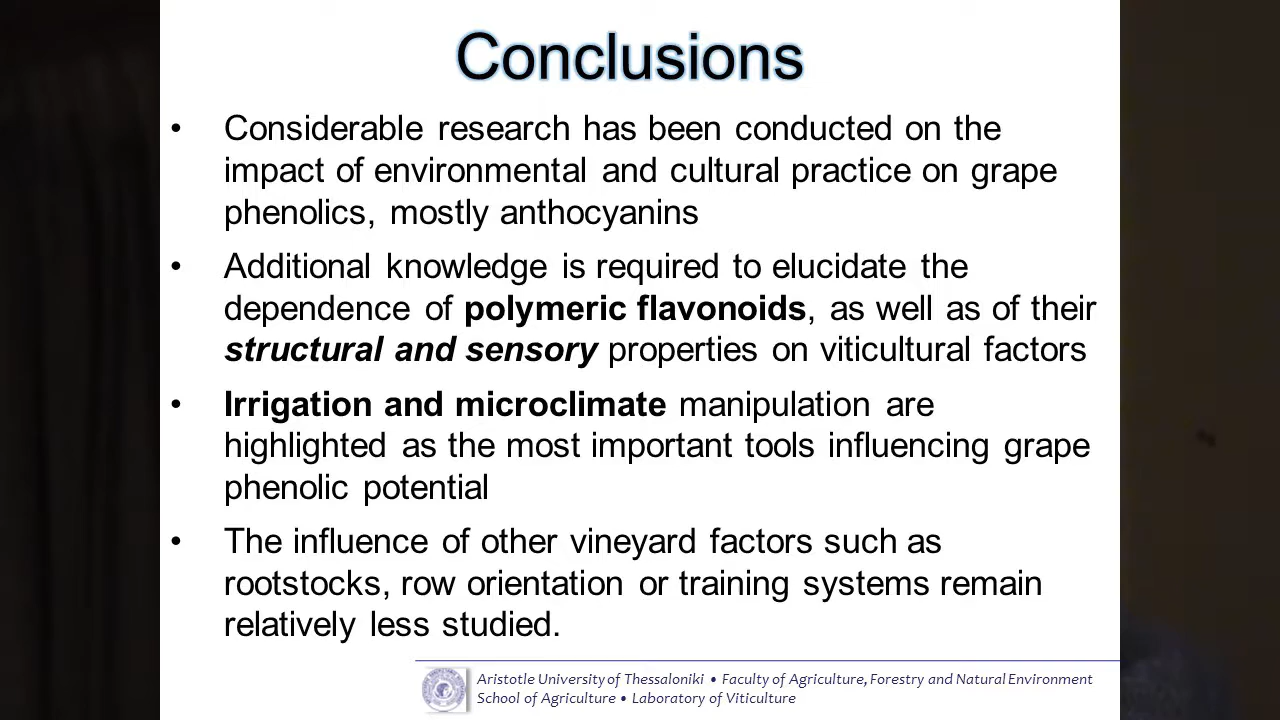 Conclusions
• Considerable research has been conducted on the
impact of environmental and cultural practice on grape
phenolics, mostly anthocyanins
• Additional knowledge is required to elucidate the
dependence of polymeric flavonoids, as well as of their
structural and sensory properties on viticultural factors
• Irrigation and microclimate manipulation are
highlighted as the most important tools influencing grape
phenolic potential
• The influence of other vineyard factors such as
rootstocks, row orientation or training systems remain
relatively less studied.
Aristotle University of Thessaloniki • Faculty of Agriculture, Forestry and Natural Environment
School of Agriculture • Laboratory of Viticulture